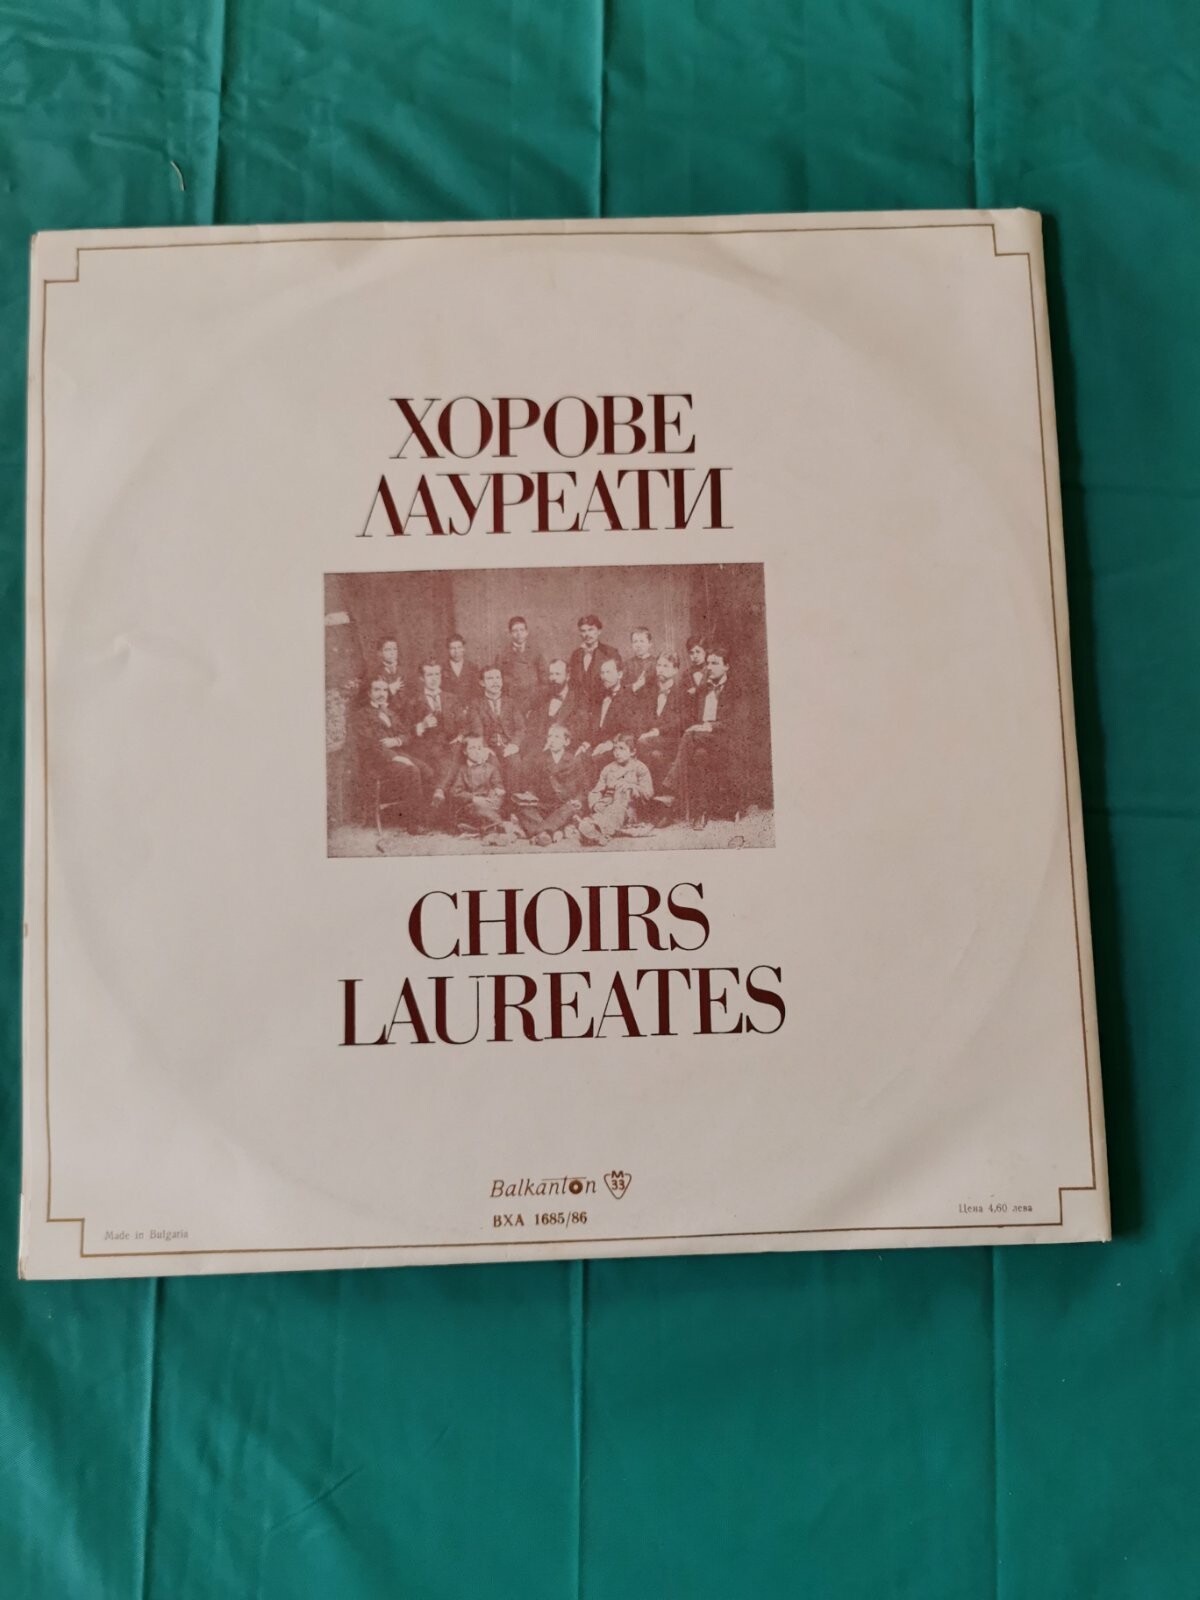 ХОРОВЕ
ЛАУРЕАТИ
CHOIRS
LAUREATES
Balkanton M 33
ВХА 1685/86
Made in Bulgaria
Цена 4,60 лева